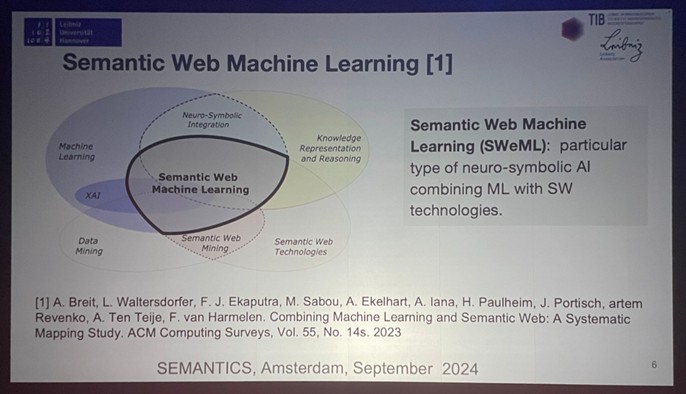 Leibniz
Universität
Hannover
TIB
Leibniz
Semantic Web Machine Learning [1]
Neuro-Symbolic
Integration
Machine
Learning
Knowledge
Representation
and Reasoning
Semantic Web
Machine Learning
XAI
Data
Mining
Semantic Web
Mining
Semantic Web
Technologies
Semantic Web Machine
Learning (SWeML): particular
type of neuro-symbolic AI
combining ML with SW
technologies.
[1] A. Breit, L. Waltersdorfer, F. J. Ekaputra, M. Sabou, A. Ekelhart, A. Iana, H. Paulheim, J. Portisch, artem
Revenko, A. Ten Teije, F. van Harmelen. Combining Machine Learning and Semantic Web: A Systematic
Mapping Study. ACM Computing Surveys, Vol. 55, No. 14s. 2023
SEMANTICS, Amsterdam, September 2024
6